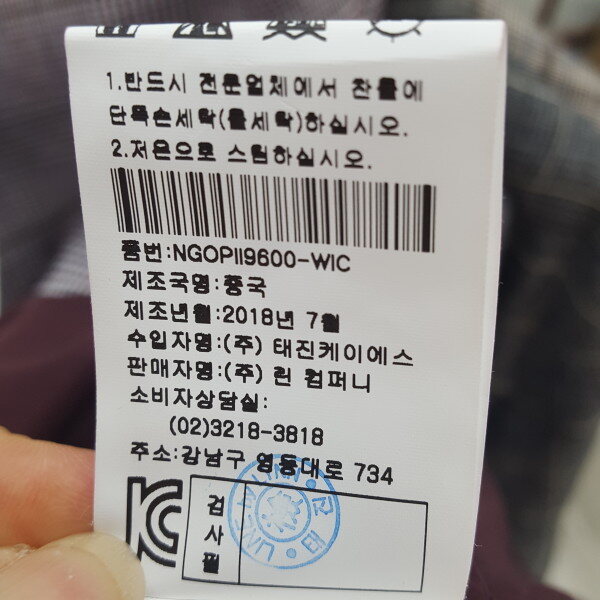 1.반드시 전문업체에서 찬물에
단독손세탁(물세탁)하십시오.
2.저온으로 스팀하십시오.
품번:NGOPII9600-WIC
제조국명:중국
제조년월:2018년 7월
수입자명:(주) 태진케이에스
판매자명:(주) 린 컴퍼니
소비자상담실:
(02)3218-3818
주소:강남구 영동대로 734
검
사
필